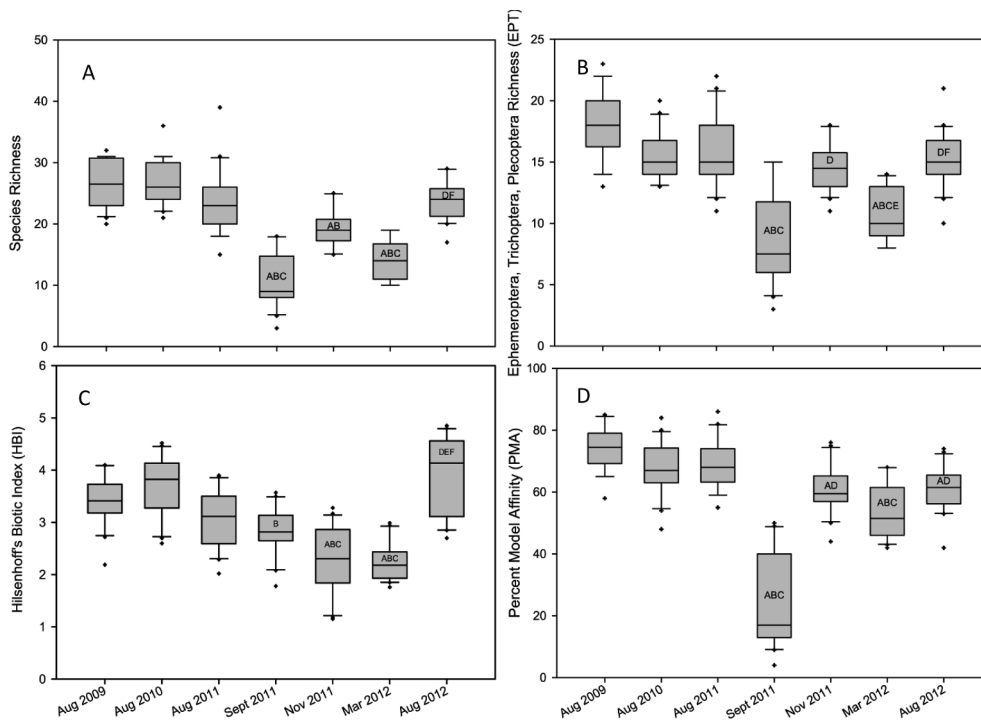 A
Species Richness
50
40
30
20
10
0
ABC
AB
ABC
DF
B
Ephemeroptera, Trichoptera, Plecoptera Richness (EPT)
25
20
15
10
5
0
ABC
D
ABCE
DF
C
Hilsenhoff's Biotic Index (HBI)
6
5
4
3
2
1
0
B
ABC
ABC
DEF
Aug 2009
Aug 2010
Aug 2011
Sept 2011
Nov 2011
Mar 2012
Aug 2012
D
Percent Model Affinity (PMA)
100
80
60
40
20
0
ABC
AD
ABC
AD
Aug 2009
Aug 2010
Aug 2011
Sept 2011
Nov 2011
Mar 2012
Aug 2012